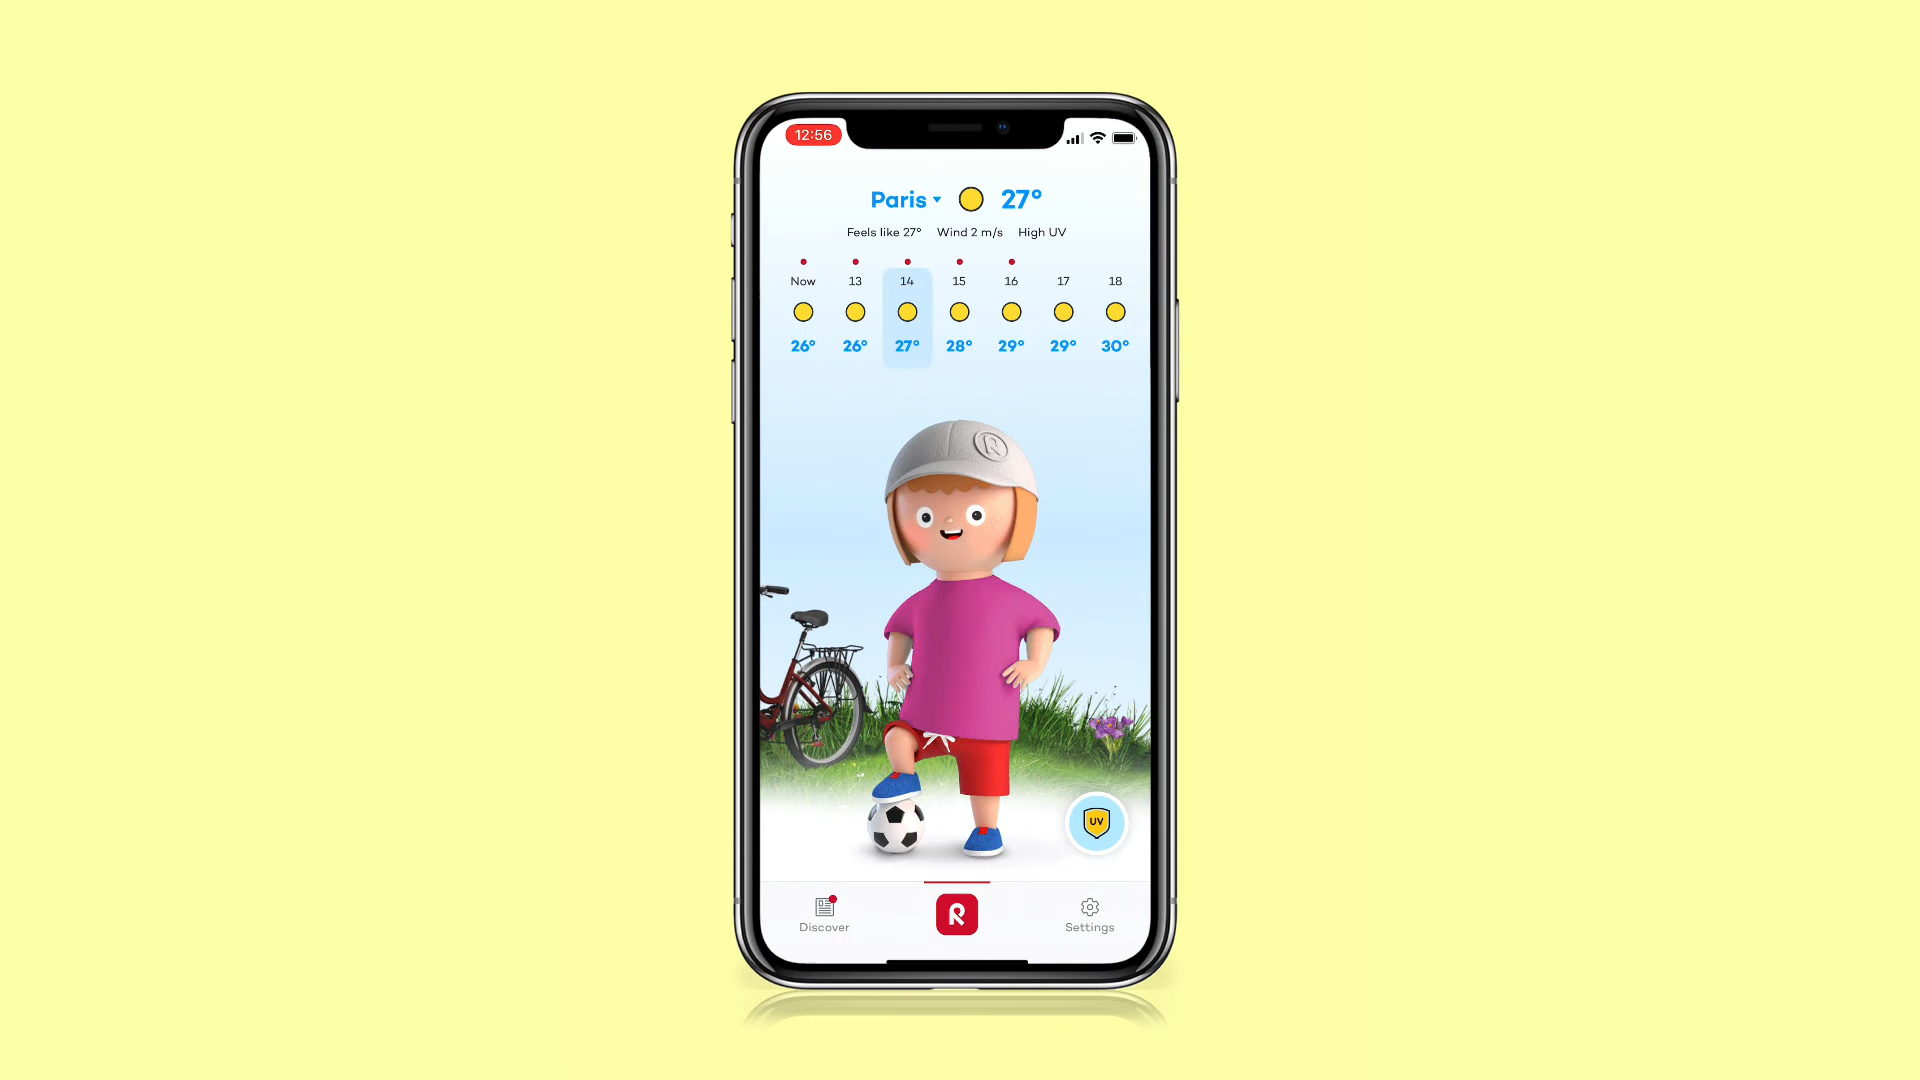 12:56
Paris 27°
Feels like 27° Wind 2 m/s High UV
Now 13 14 15 16 17 18
26° 26° 27° 28° 29° 29° 30°
R
UV
R
Discover Settings